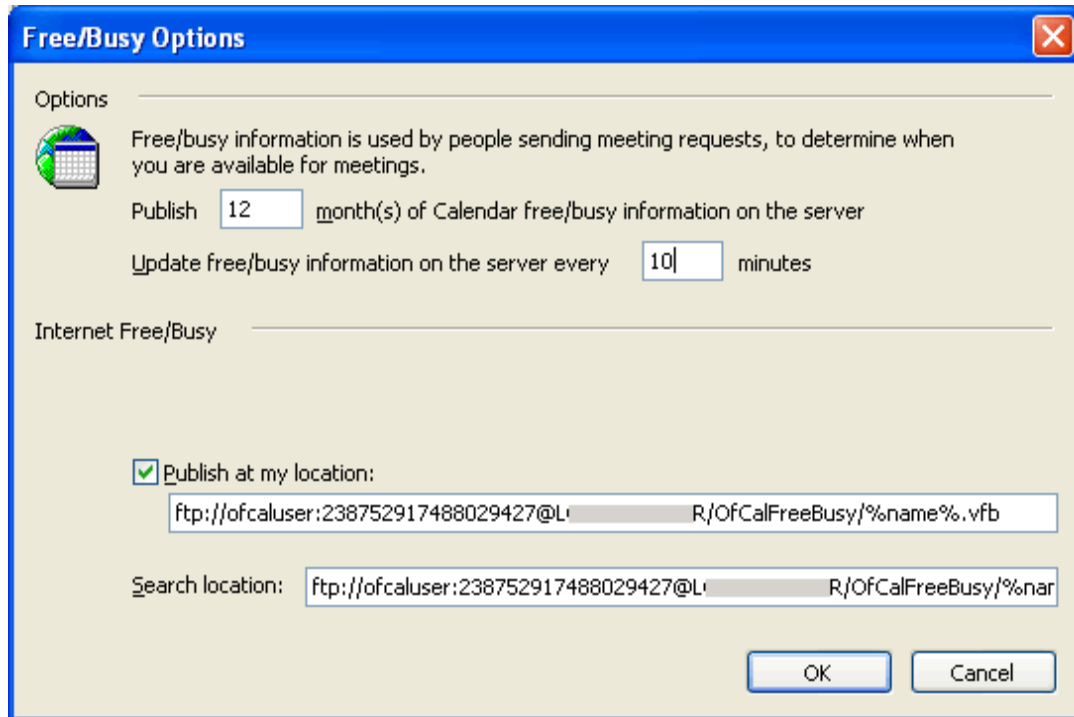 Free/Busy Options
Options
Free/busy information is used by people sending meeting requests, to determine when
you are available for meetings.
Publish 12 month(s) of Calendar free/busy information on the server
Update free/busy information on the server every 10 minutes
Internet Free/Busy
Publish at my location:
ftp://ofcaluser:238752917488029427@L R/OfCalFreeBusy/%name%.vfb
Search location: ftp://ofcaluser:238752917488029427@L R/OfCalFreeBusy/%nar
OK Cancel